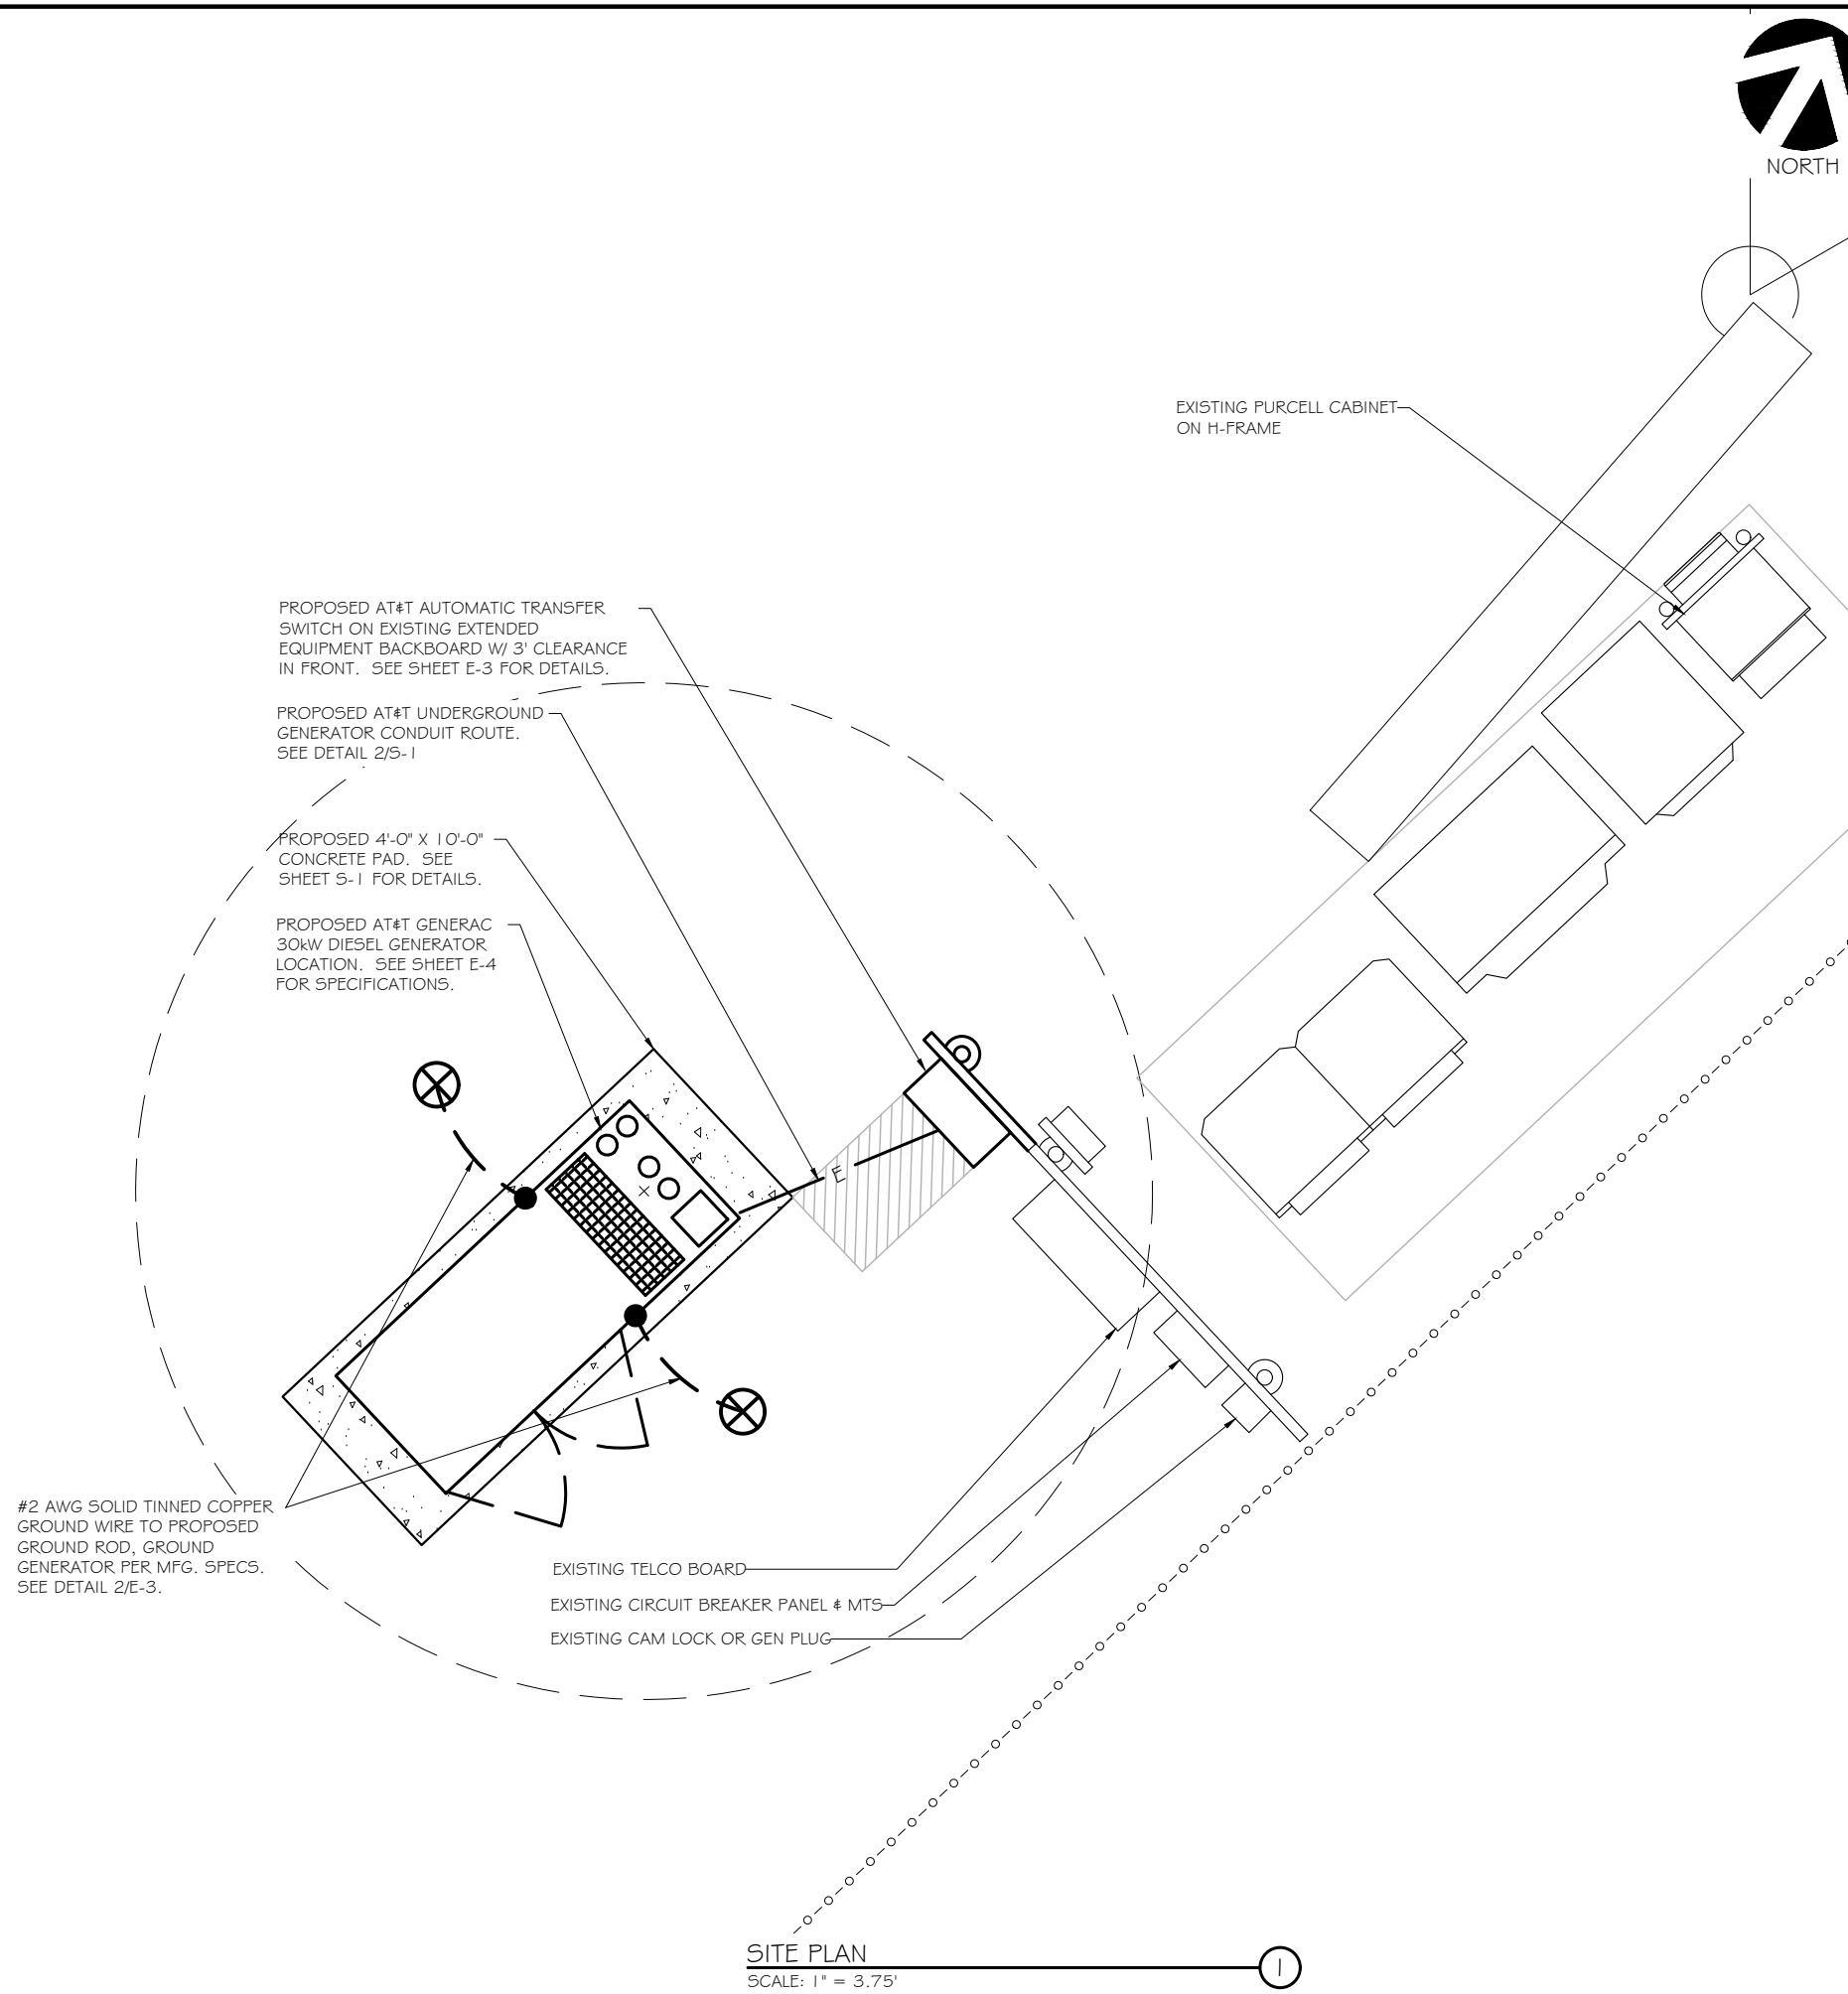 NORTH
EXISTING PURCELL CABINET
ON H-FRAME
PROPOSED AT&T AUTOMATIC TRANSFER
SWITCH ON EXISTING EXTENDED
EQUIPMENT BACKBOARD W/ 3' CLEARANCE
IN FRONT. SEE SHEET E-3 FOR DETAILS.
PROPOSED AT&T UNDERGROUND
GENERATOR CONDUIT ROUTE.
SEE DETAIL 2/S-1
PROPOSED 4'-0" X 10'-0"
CONCRETE PAD. SEE
SHEET S-1 FOR DETAILS.
PROPOSED AT&T GENERAC
30kW DIESEL GENERATOR
LOCATION. SEE SHEET E-4
FOR SPECIFICATIONS.
E
#2 AWG SOLID TINNED COPPER
GROUND WIRE TO PROPOSED
GROUND ROD, GROUND
GENERATOR PER MFG. SPECS.
SEE DETAIL 2/E-3.
EXISTING TELCO BOARD
EXISTING CIRCUIT BREAKER PANEL & MTS
EXISTING CAM LOCK OR GEN PLUG
SITE PLAN
SCALE: 1" = 3.75'
1